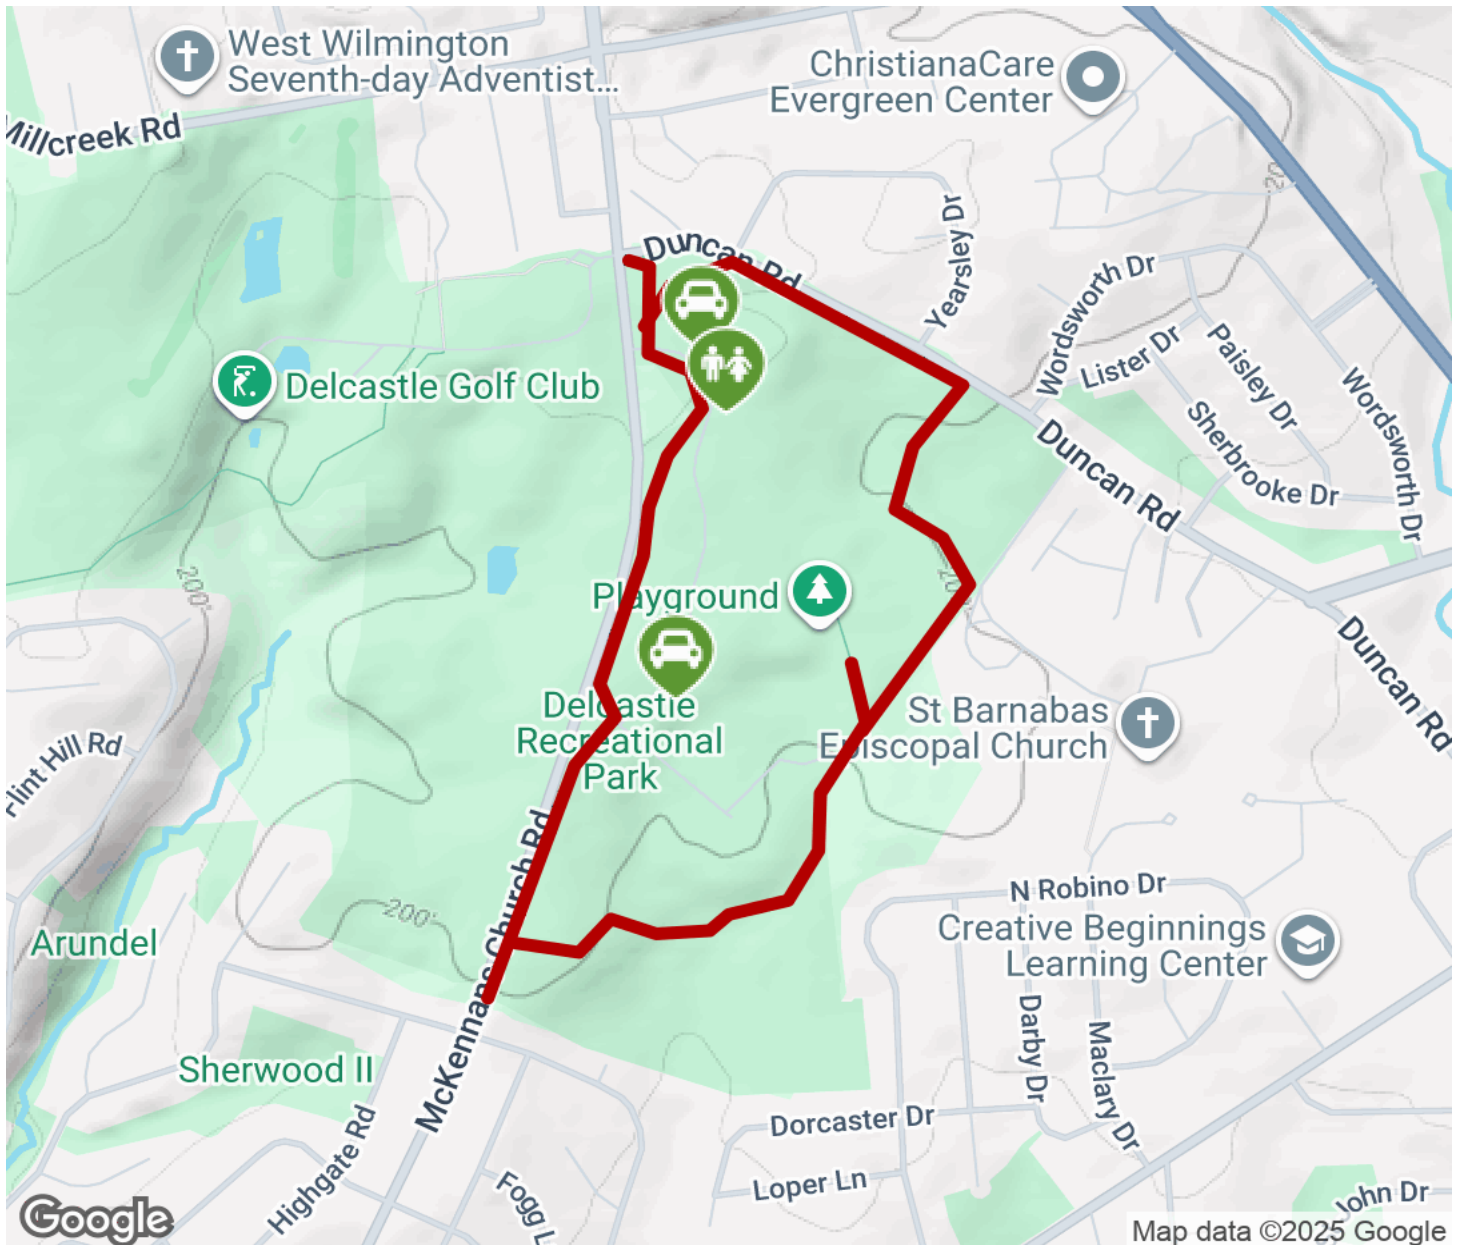 West Wilmington
Seventh-day Adventist...
ChristianaCare
Evergreen Center
Millcreek Rd
20
Duncan Rd
Yearsley Dr
Wordsworth Dr
Lister Dr
Paisley Dr
Delcastle Golf Club
Wordsworth Dr
Sherbrooke Dr
Duncan Rd
200'
200'
Playground
Duncan Rd
Delcastle
Recreational
Park
St Barnabas
Episcopal Church
Flint Hill Rd
McKennans Church Rd
N Robino Dr
200'
Arundel
Creative Beginnings
Learning Center
Darby Dr
Maclary Dr
Sherwood II
Dorcaster Dr
Highgate Rd
Fogg L
Loper Ln
John Dr
Google
Map data ©2025 Google